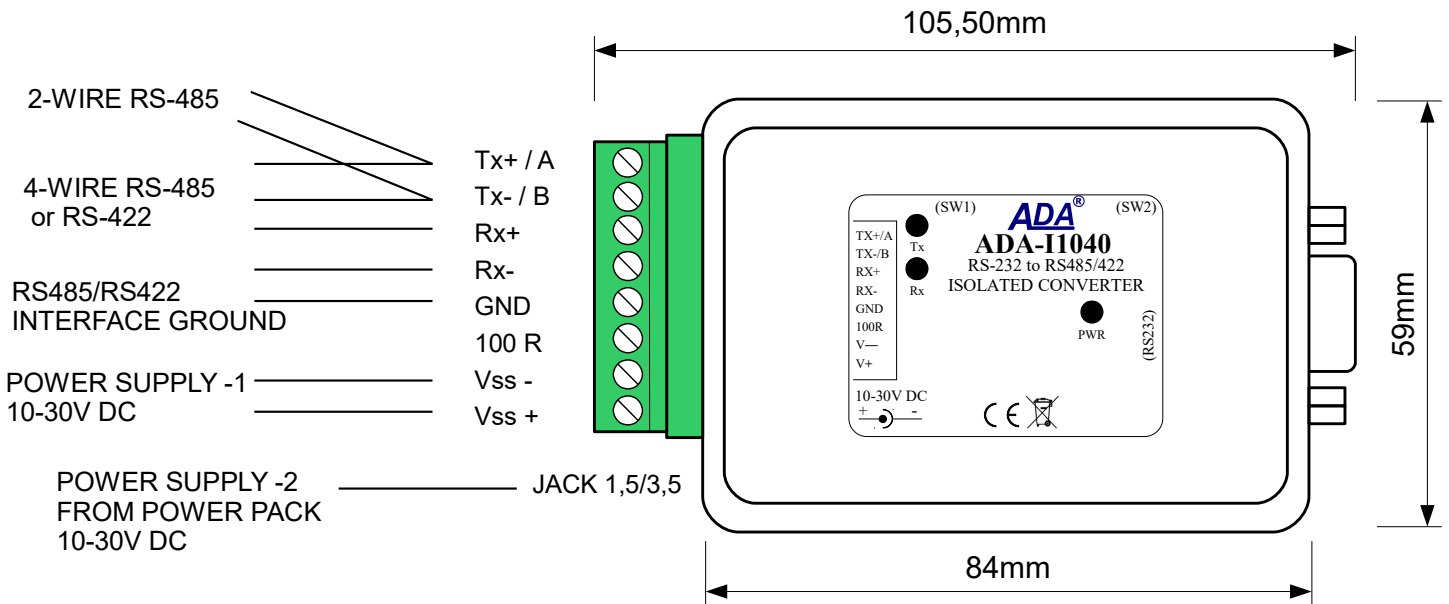 105,50mm
2-WIRE RS-485
4-WIRE RS-485
or RS-422
RS485/RS422
INTERFACE GROUND
POWER SUPPLY -1
10-30V DC
POWER SUPPLY -2
FROM POWER PACK
10-30V DC
Tx+ / A
Tx- / B
Rx+
Rx-
GND
100 R
Vss -
Vss +
JACK 1,5/3,5
(SW1)
ADA®
(SW2)
ADA-I1040
RS-232 to RS485/422
ISOLATED CONVERTER
TX+/A
TX-/B
RX+
RX-
GND
100R
V—
V+
Tx
Rx
PWR
(RS232)
10-30V DC
+ -
CE
59mm
84mm